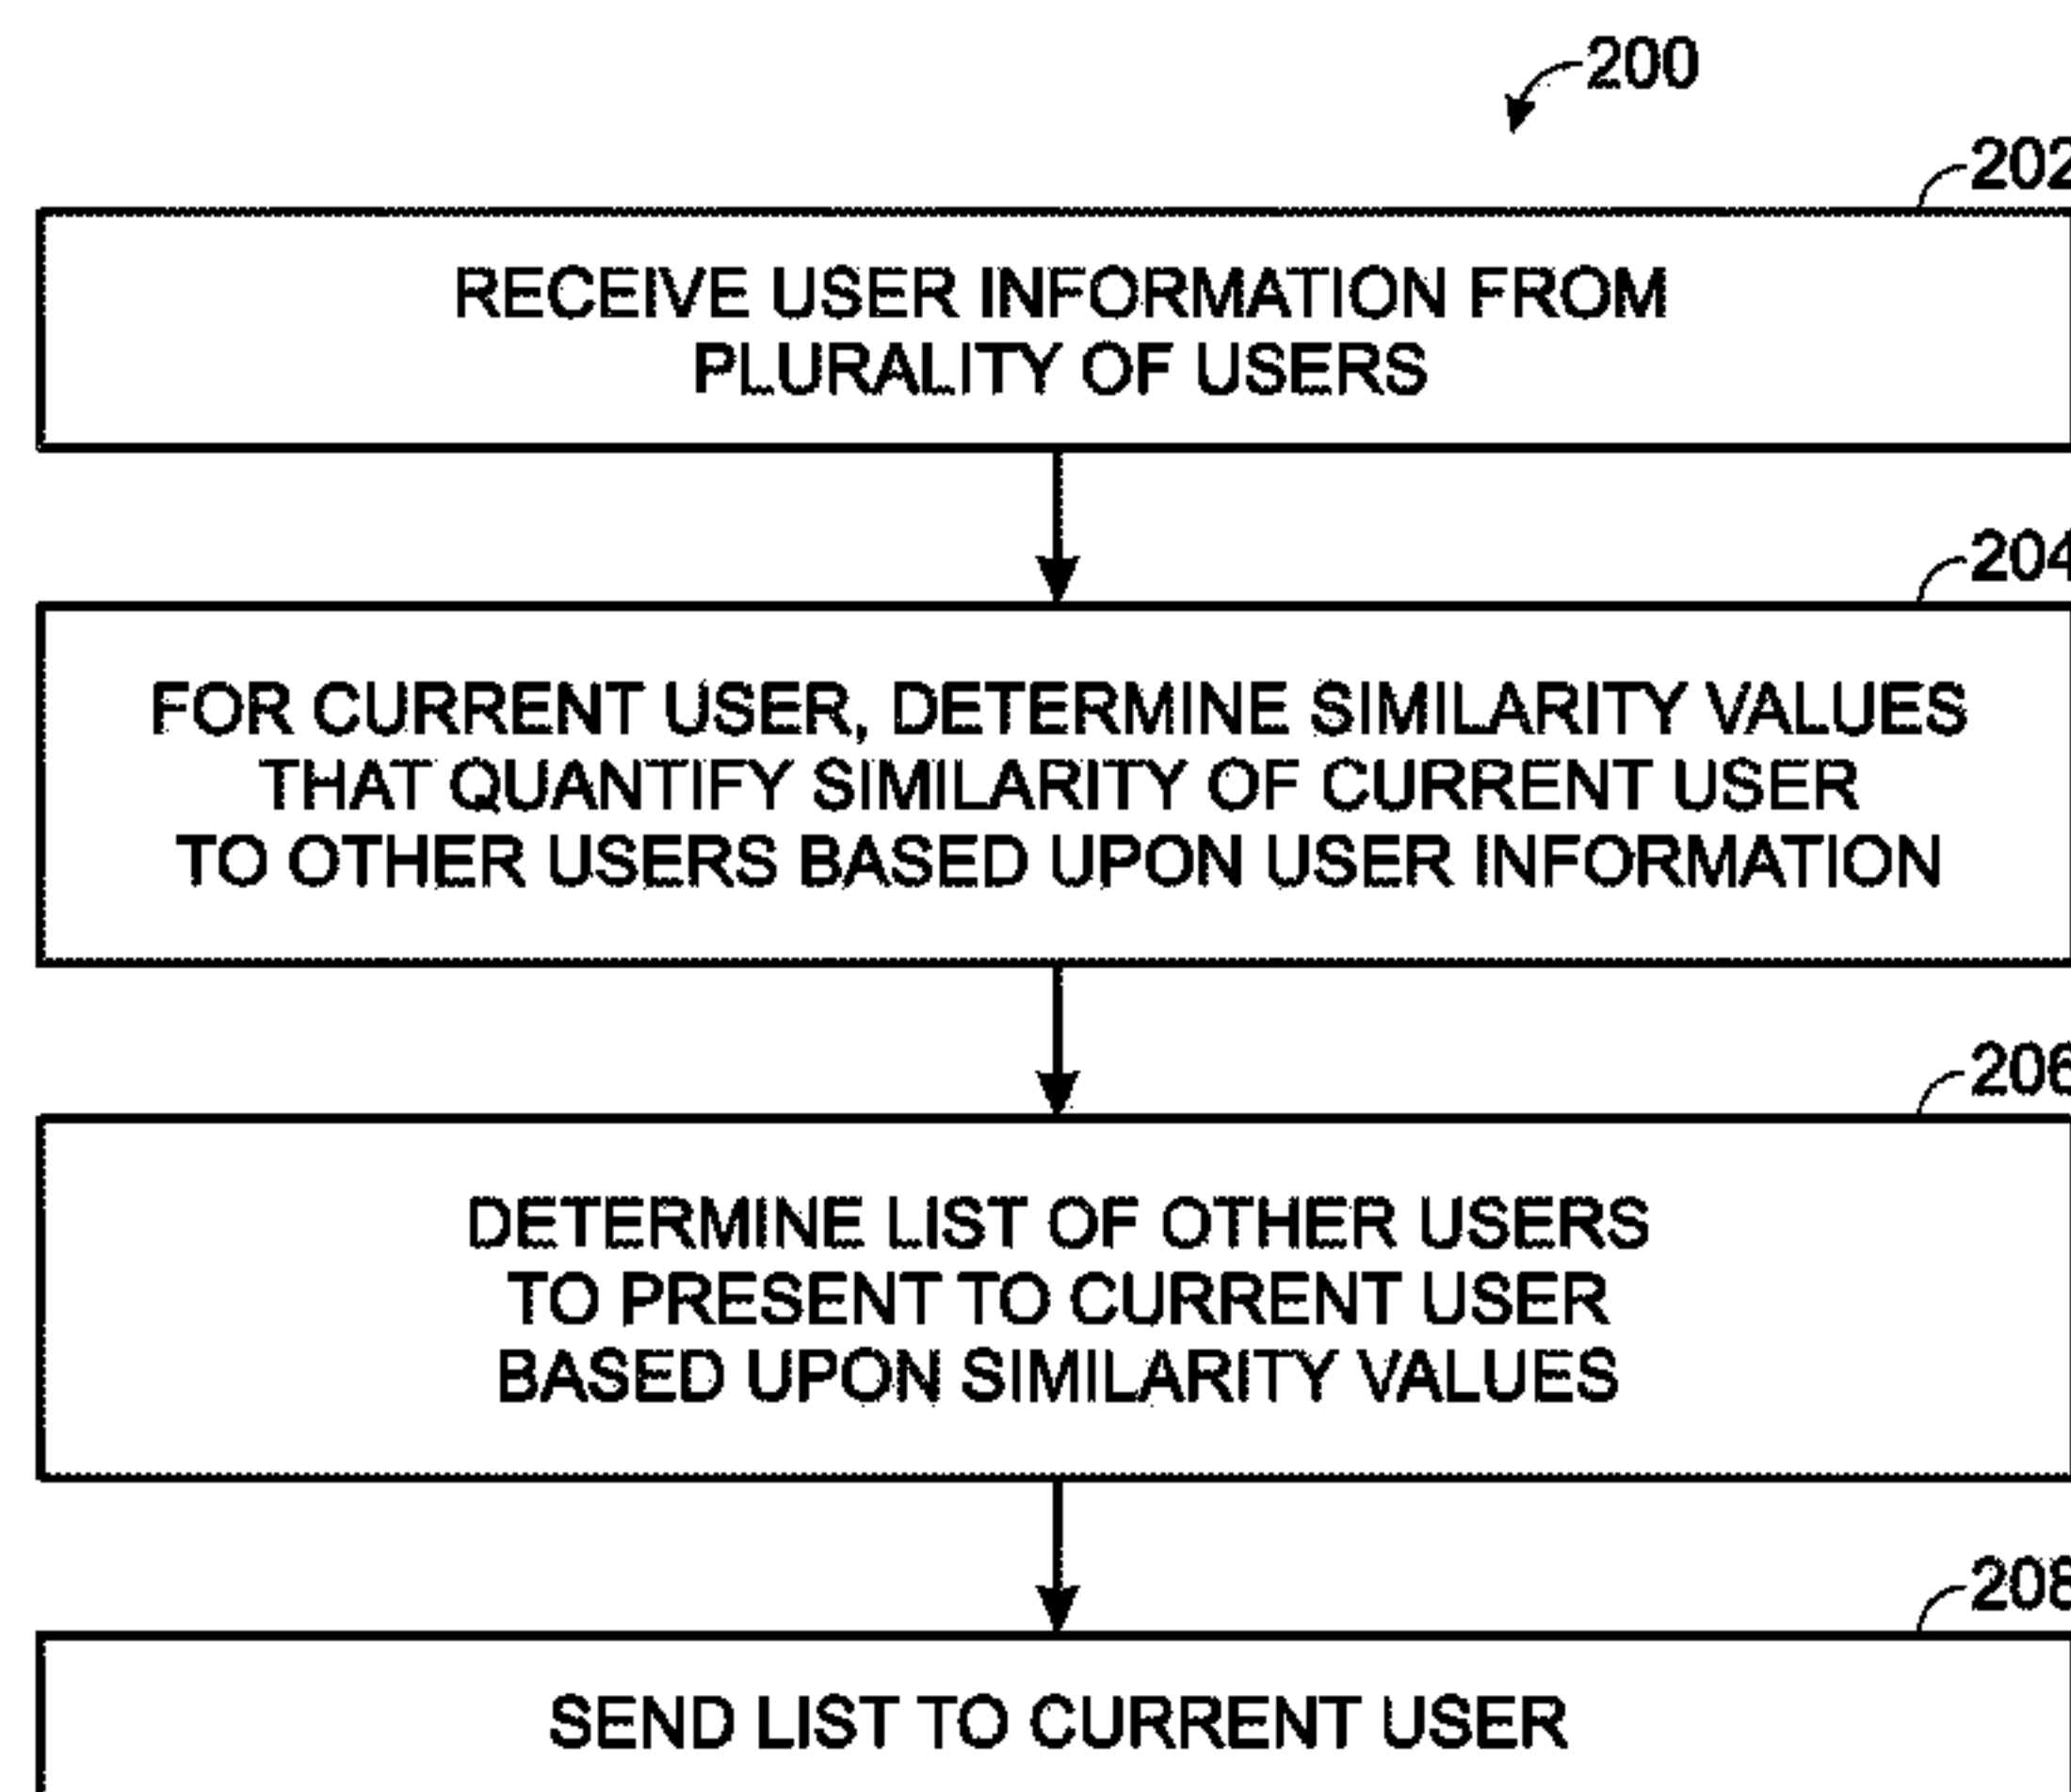 200
202
RECEIVE USER INFORMATION FROM
PLURALITY OF USERS
204
FOR CURRENT USER, DETERMINE SIMILARITY VALUES
THAT QUANTIFY SIMILARITY OF CURRENT USER
TO OTHER USERS BASED UPON USER INFORMATION
206
DETERMINE LIST OF OTHER USERS
TO PRESENT TO CURRENT USER
BASED UPON SIMILARITY VALUES
208
SEND LIST TO CURRENT USER